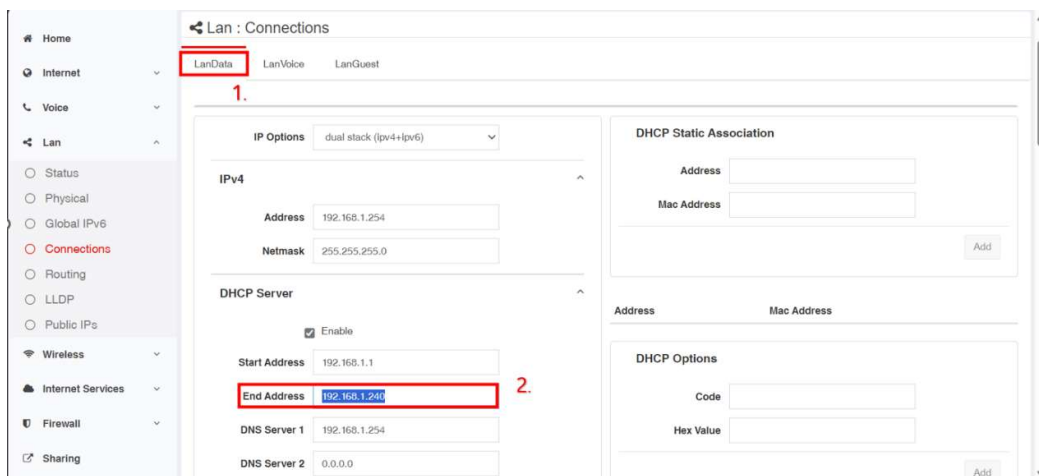 Lan : Connections
Home
Internet
Voice
Lan
Status
Physical
Global IPv6
Connections
Routing
LLDP
Public IPs
Wireless
Internet Services
Firewall
Sharing
LanData LanVoice LanGuest
1.
IP Options dual stack (ipv4+ipv6)
IPv4
Address 192.168.1.254
Netmask 255.255.255.0
DHCP Server
Enable
Start Address 192.168.1.1
End Address 192.168.1.240
2.
DNS Server 1 192.168.1.254
DNS Server 2 0.0.0.0
DHCP Static Association
Address
Mac Address
Add
Address Mac Address
DHCP Options
Code
Hex Value
Add